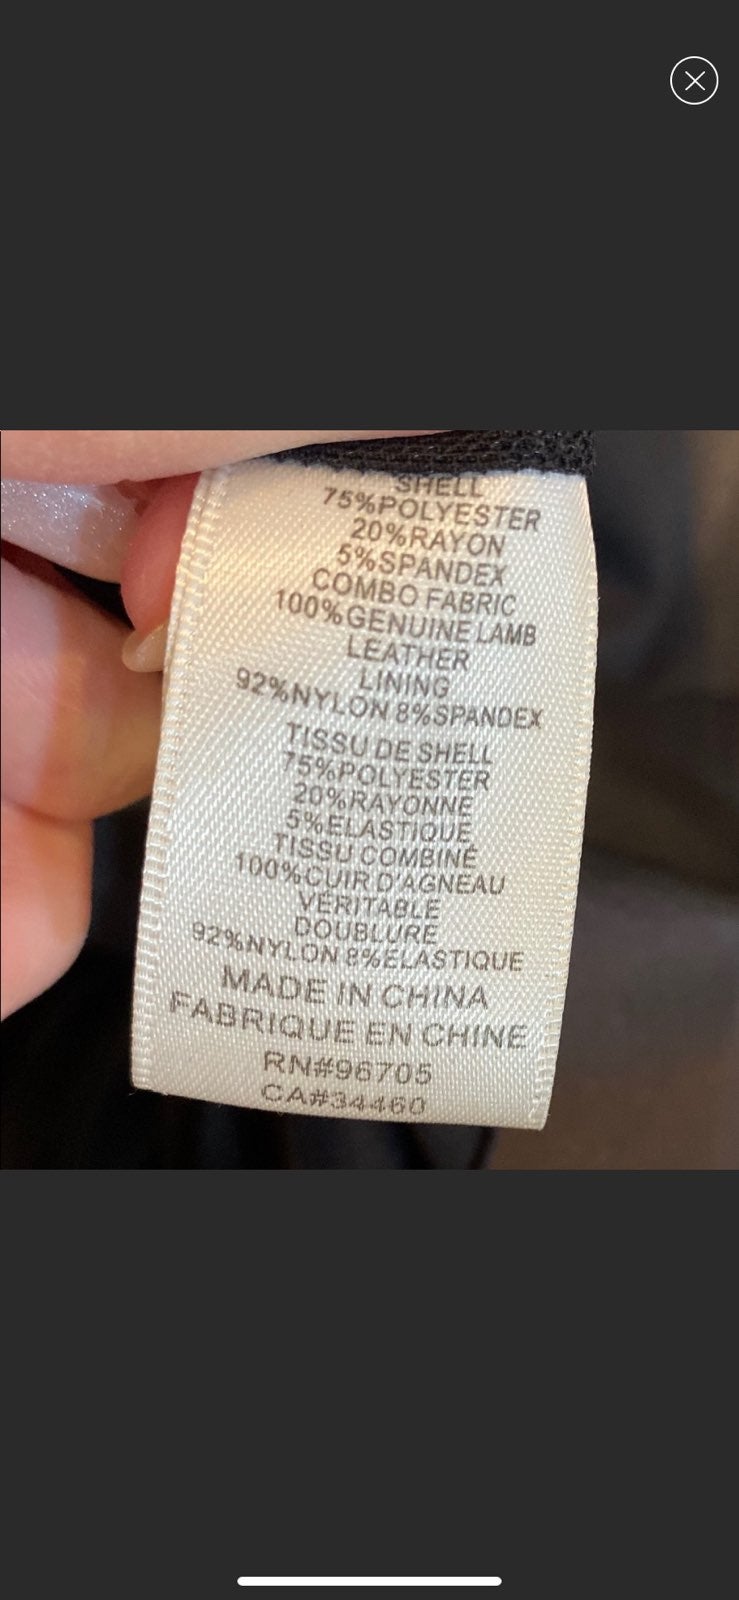 SHELL
75%POLYESTER
20%RAYON
5%SPANDEX
COMBO FABRIC
100%GENUINE LAMB
LEATHER
LINING
92%NYLON 8%SPANDEX
TISSU DE SHELL
75%POLYESTER
20%RAYONNE
5%ELASTIQUE
TISSU COMBINÉ
100%CUIR D'AGNEAU
VÉRITABLE
DOUBLURE
92%NYLON 8%ÉLASTIQUE
MADE IN CHINA
FABRIQUE EN CHINE
RN#96705
CA#34460